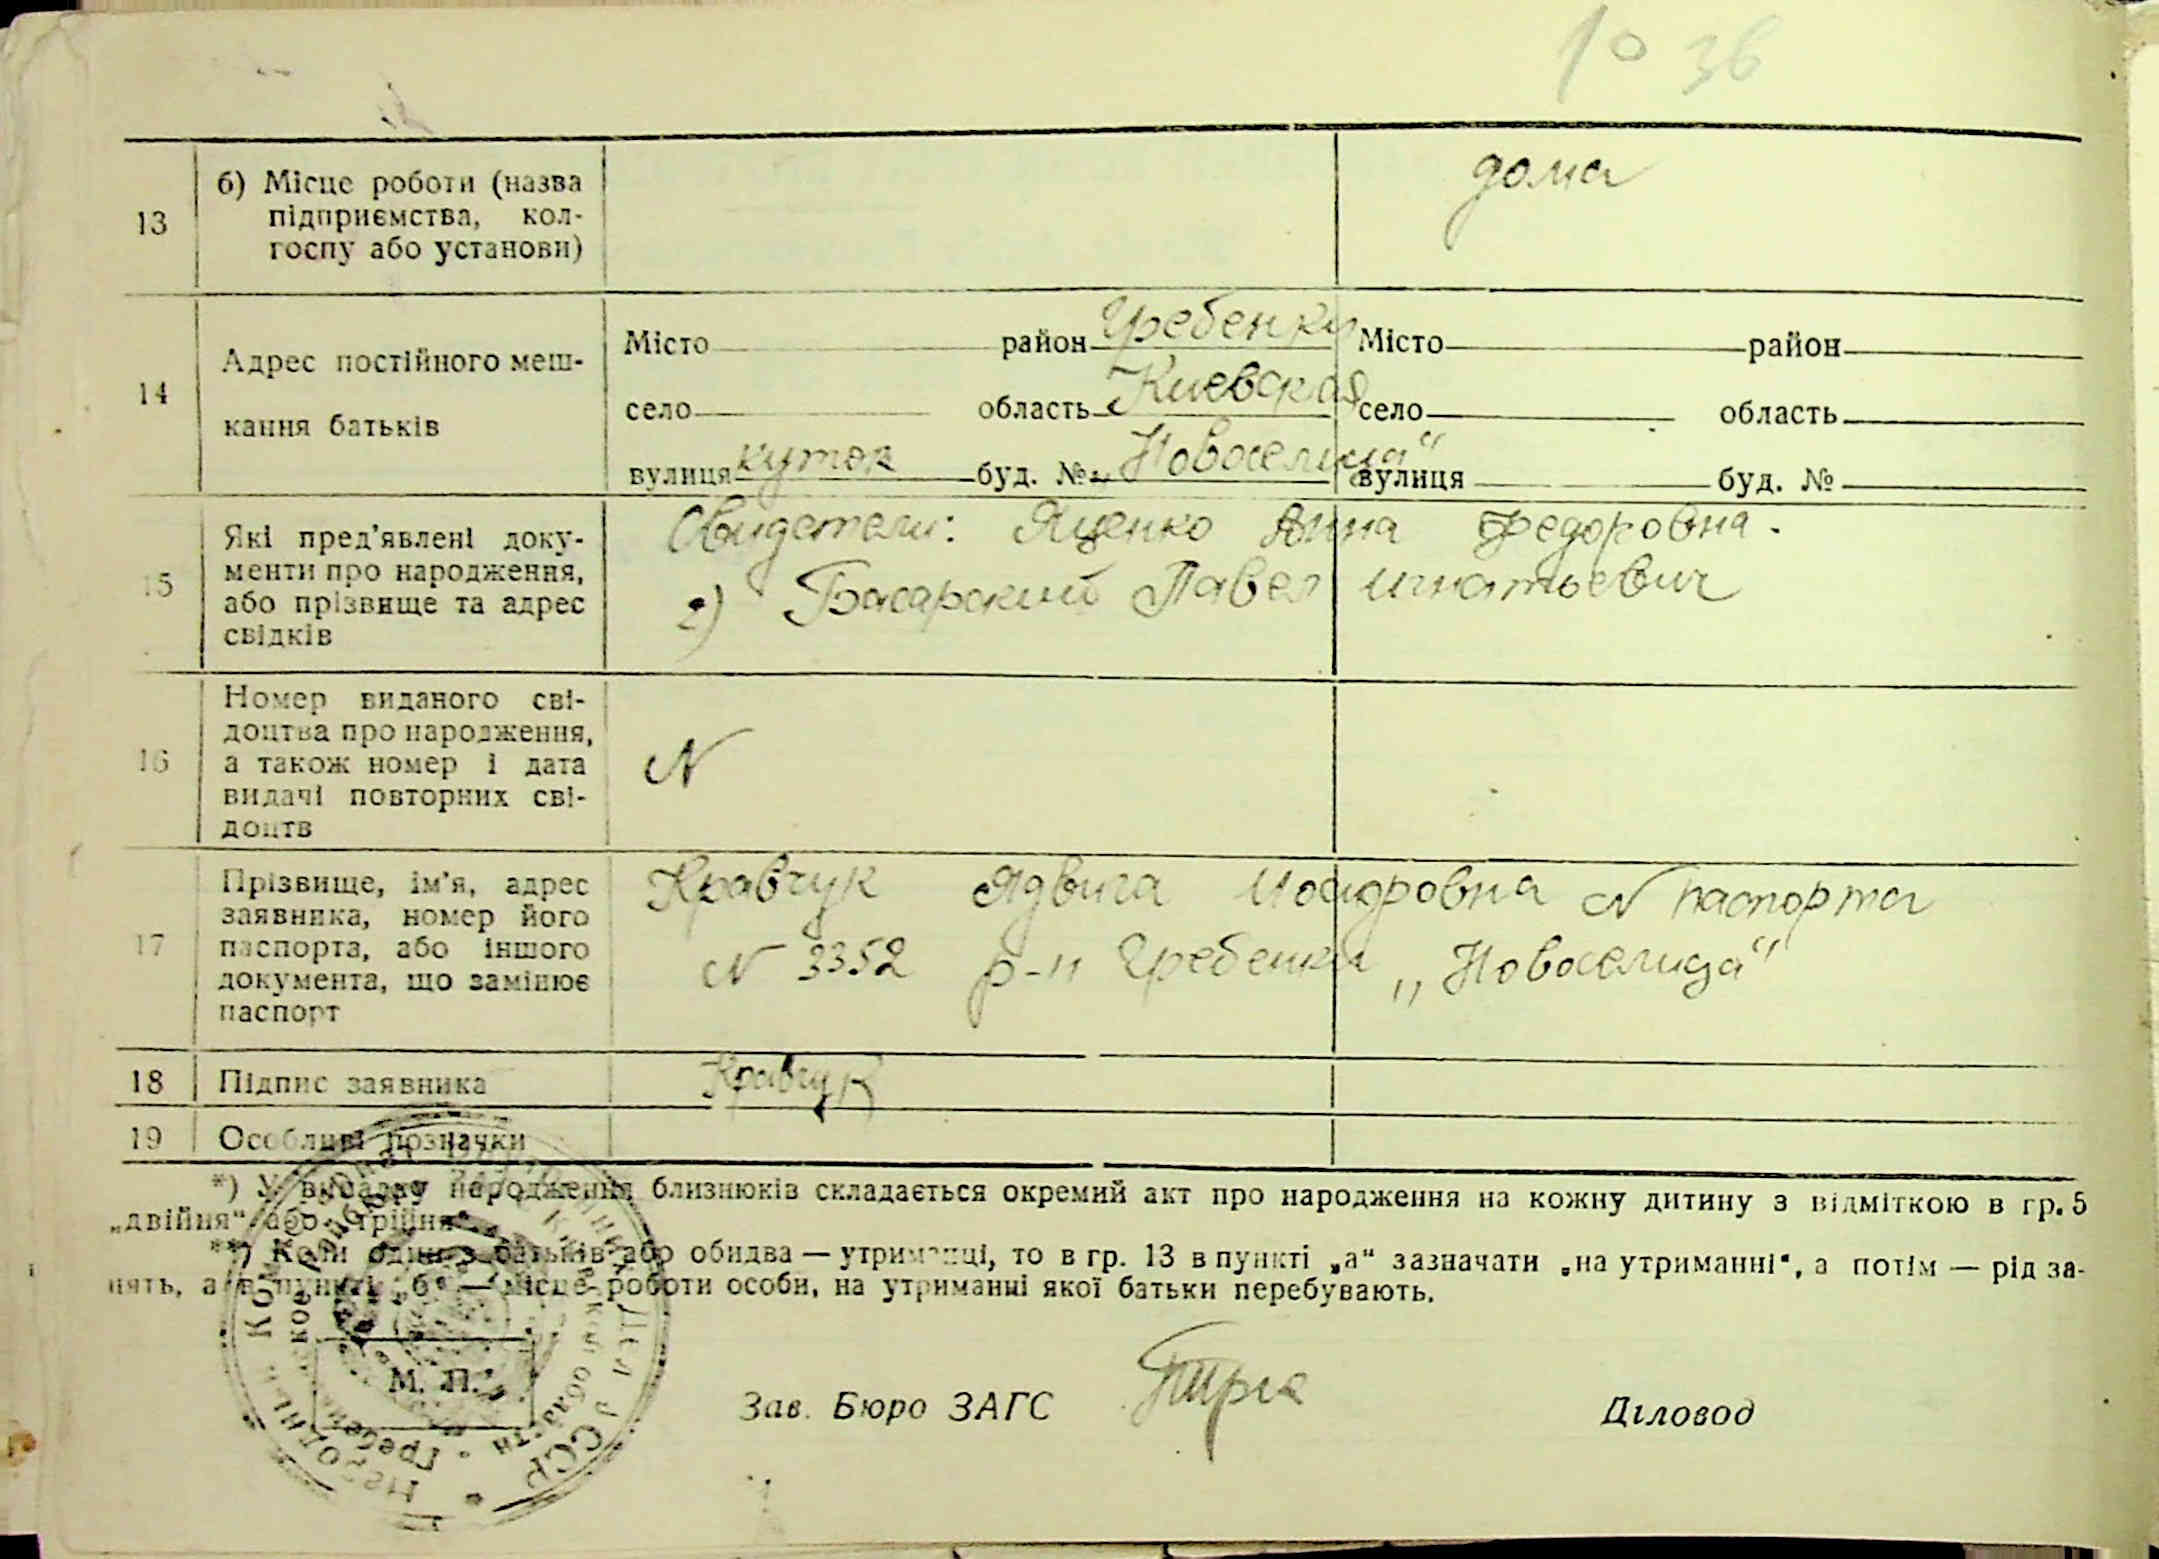 10 36
13
б) Місце роботи (назва
підприємства, кол-
госпу або установи)
дома
14
Адрес постійного меш-
кання батьків
Місто район Гребенки Місто район
село область Киевская село область
вулиця куток буд. № „Новоселица“ вулиця буд. №
15
Які пред'явлені доку-
менти про народження,
або прізвище та адрес
свідків
Свидетели: Яценко Анна Федоровна.
2) Басарский Павел Игнатьевич
16
Номер виданого сві-
доцтва про народження,
а також номер і дата
видачі повторних сві-
доцтв
N
17
Прізвище, ім'я, адрес
заявника, номер його
паспорта, або іншого
документа, що замінює
паспорт
Кравчук Ядвига N паспорта
N 3352 р-н Гребенки „Новоселица“
18 Підпис заявника Кравчук
19 Особливі позначки
*) У випадку народження близнюків складається окремий акт про народження на кожну дитину з відміткою в гр. 5
„двійня“ або „трійня“.
**) Коли один з батьків або обидва — утриманці, то в гр. 13 в пункті „а“ зазначати „на утриманні“, а потім — рід за-
нять, а в пункті „б“ — місце роботи особи, на утриманні якої батьки перебувають.
М. П.
Зав. Бюро ЗАГС
Діловод